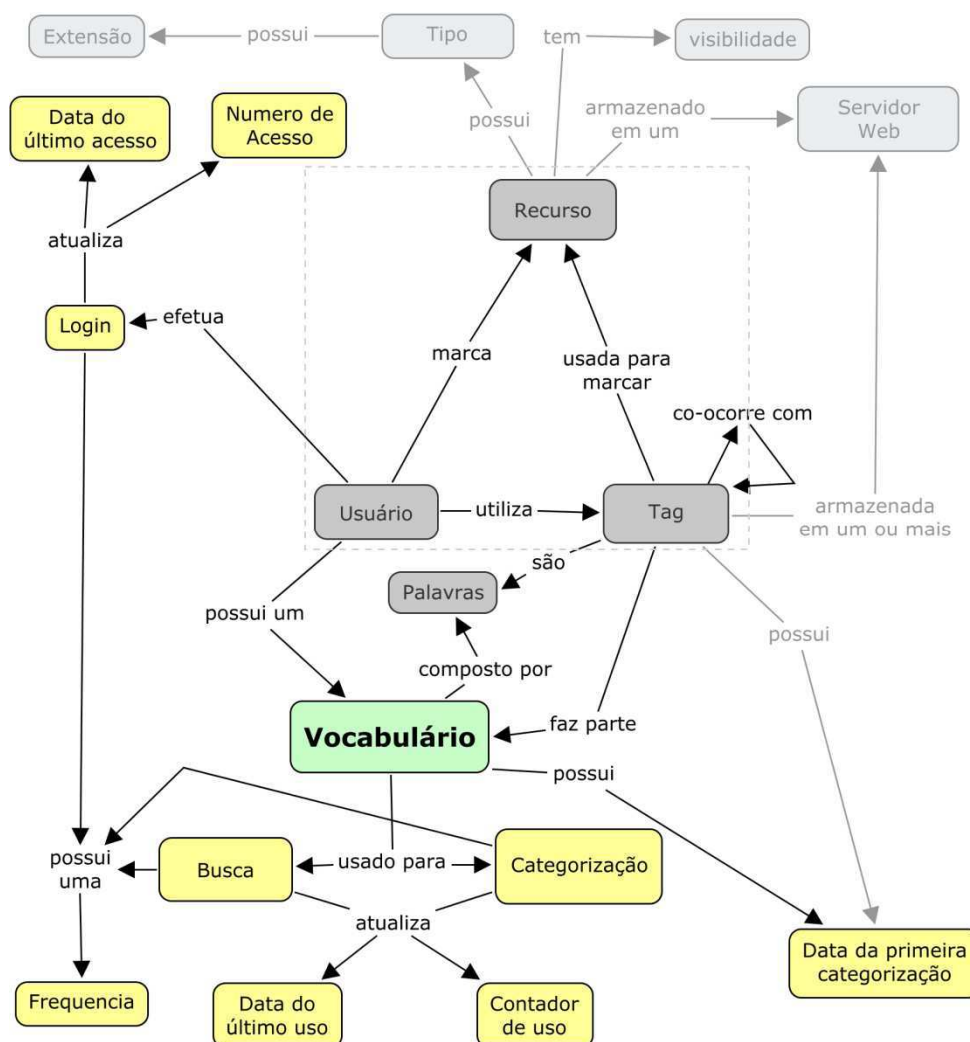 Extensão
possui
Tipo
tem
visibilidade
Data do
último acesso
Numero de
Acesso
possui
armazenado
em um
Servidor
Web
Recurso
atualiza
Login
efetua
marca
usada para
marcar
co-ocorre com
Usuário
utiliza
Tag
armazenada
em um ou mais
são
Palavras
possui um
possui
composto por
Vocabulário
faz parte
possui
possui
uma
Busca
usado para
Categorização
atualiza
Data da primeira
categorização
Frequencia
Data do
último uso
Contador
de uso